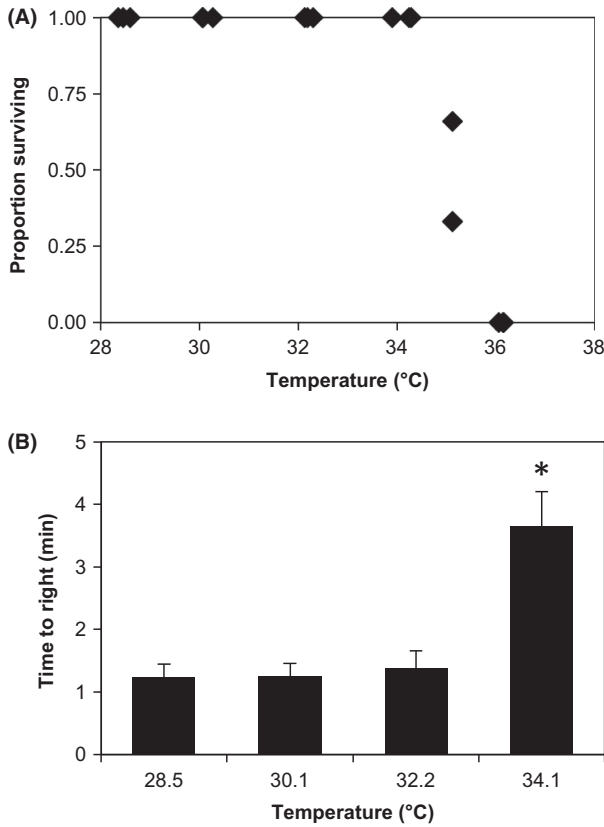 (A)
1.00
0.75
0.50
0.25
0.00
Proportion surviving
28 30 32 34 36 38
Temperature (°C)
(B)
5
4
3
2
1
0
Time to right (min)
*
28.5 30.1 32.2 34.1
Temperature (°C)